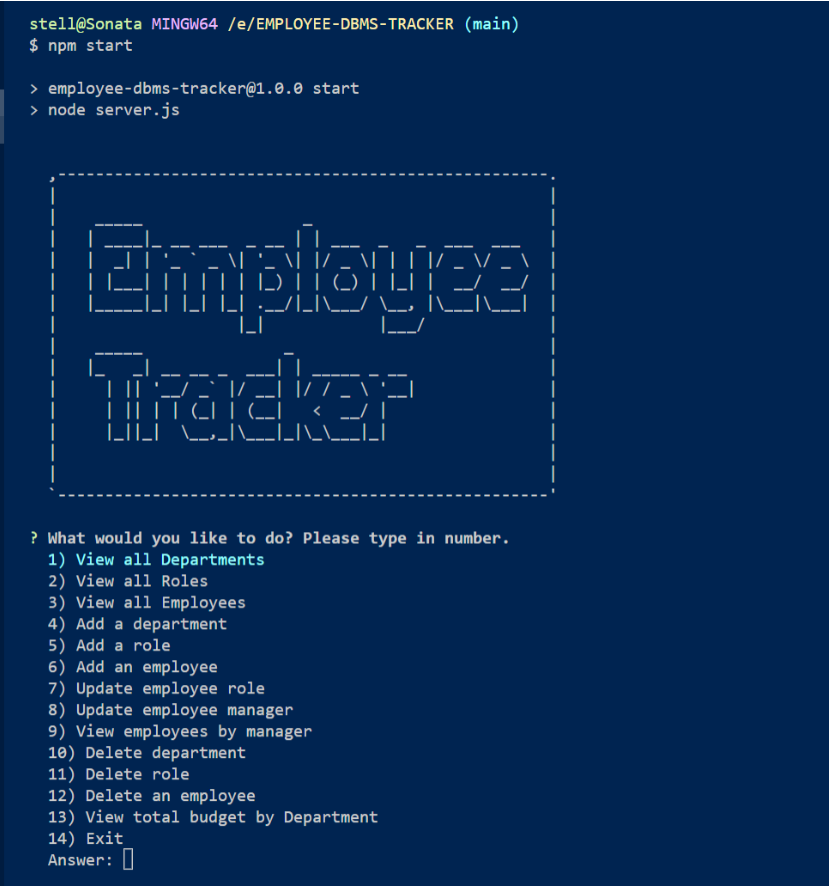 stell@Sonata MINGW64 /e/EMPLOYEE-DBMS-TRACKER (main)
$ npm start
> employee-dbms-tracker@1.0.0 start
> node server.js
Employee
Tracker
? What would you like to do? Please type in number.
1) View all Departments
2) View all Roles
3) View all Employees
4) Add a department
5) Add a role
6) Add an employee
7) Update employee role
8) Update employee manager
9) View employees by manager
10) Delete department
11) Delete role
12) Delete an employee
13) View total budget by Department
14) Exit
Answer: